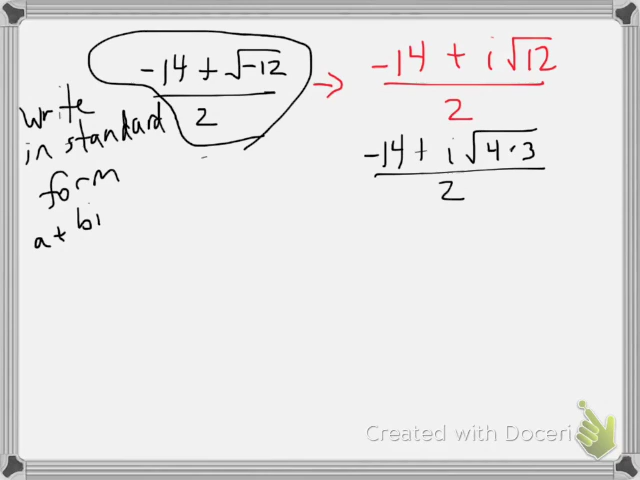 write
in standard
form
a + bi
-14 + √-12
2
→
-14 + i√12
2
-14 + i√4·3
2
Created with Doceri